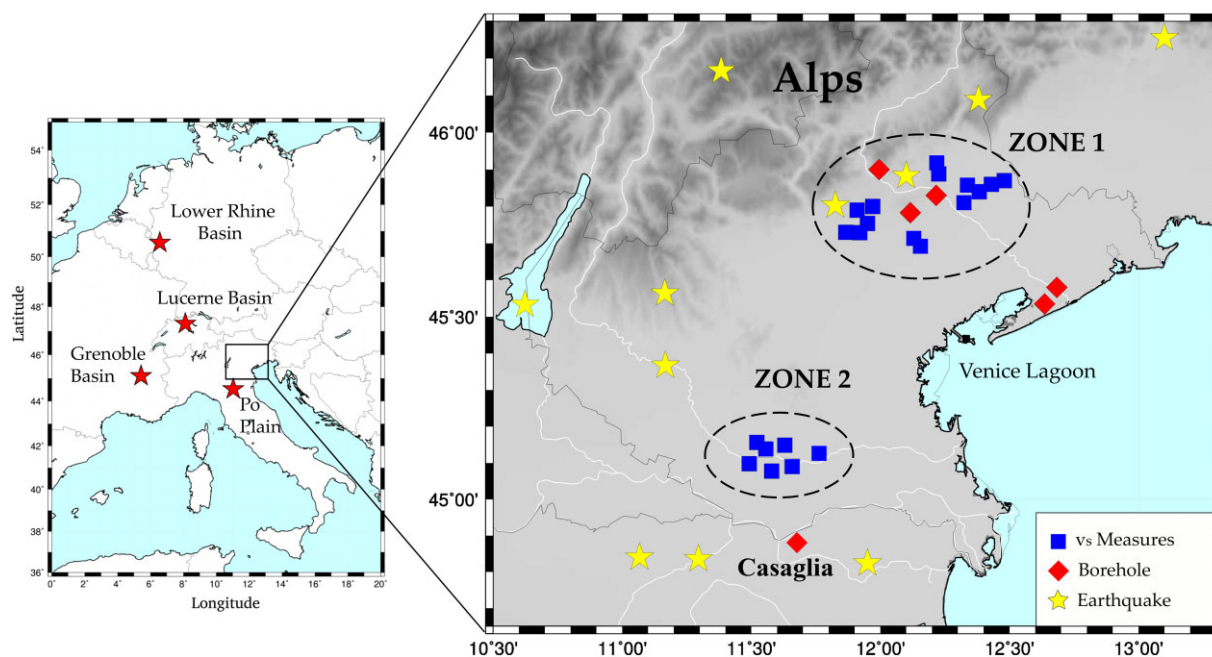 54˚
52˚
50˚
48˚
46˚
44˚
42˚
40˚
38˚
36˚
Latitude
0˚ 2˚ 4˚ 6˚ 8˚ 10˚ 12˚ 14˚ 16˚ 18˚ 20˚
Longitude
Lower Rhine
Basin
Lucerne Basin
Grenoble
Basin
Po
Plain
46°00'
45°30'
45°00'
10°30' 11°00' 11°30' 12°00' 12°30' 13°00'
Alps
ZONE 1
ZONE 2
Venice Lagoon
Casaglia
vs Measures
Borehole
Earthquake